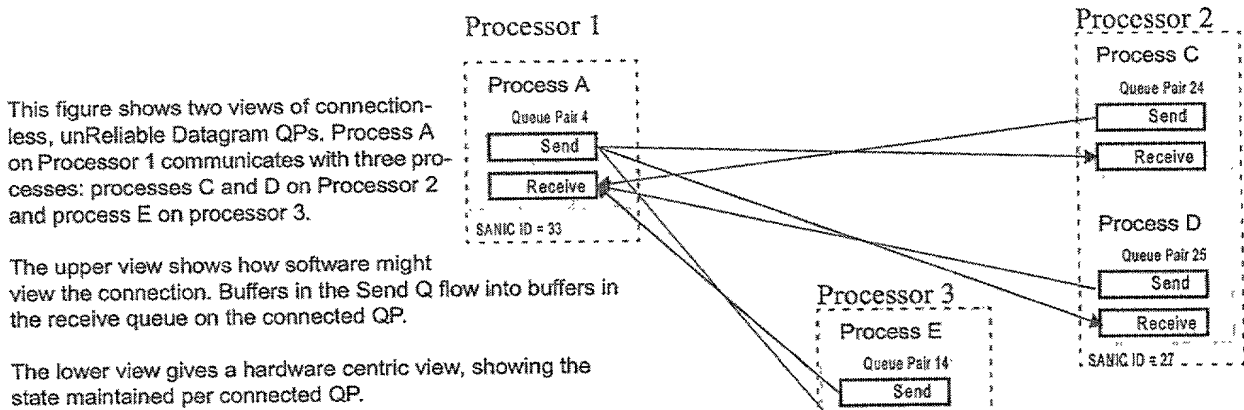 Processor 1
Process A
Queue Pair 4
Send
Receive
SANIC ID = 33
Processor 2
Process C
Queue Pair 24
Send
Receive
Process D
Queue Pair 25
Send
Receive
SANIC ID = 27
This figure shows two views of connection-
less, unReliable Datagram QPs. Process A
on Processor 1 communicates with three pro-
cesses: processes C and D on Processor 2
and process E on processor 3.
The upper view shows how software might
view the connection. Buffers in the Send Q flow into buffers in
the receive queue on the connected QP.
The lower view gives a hardware centric view, showing the
state maintained per connected QP.
Processor 3
Process E
Queue Pair 14
Send